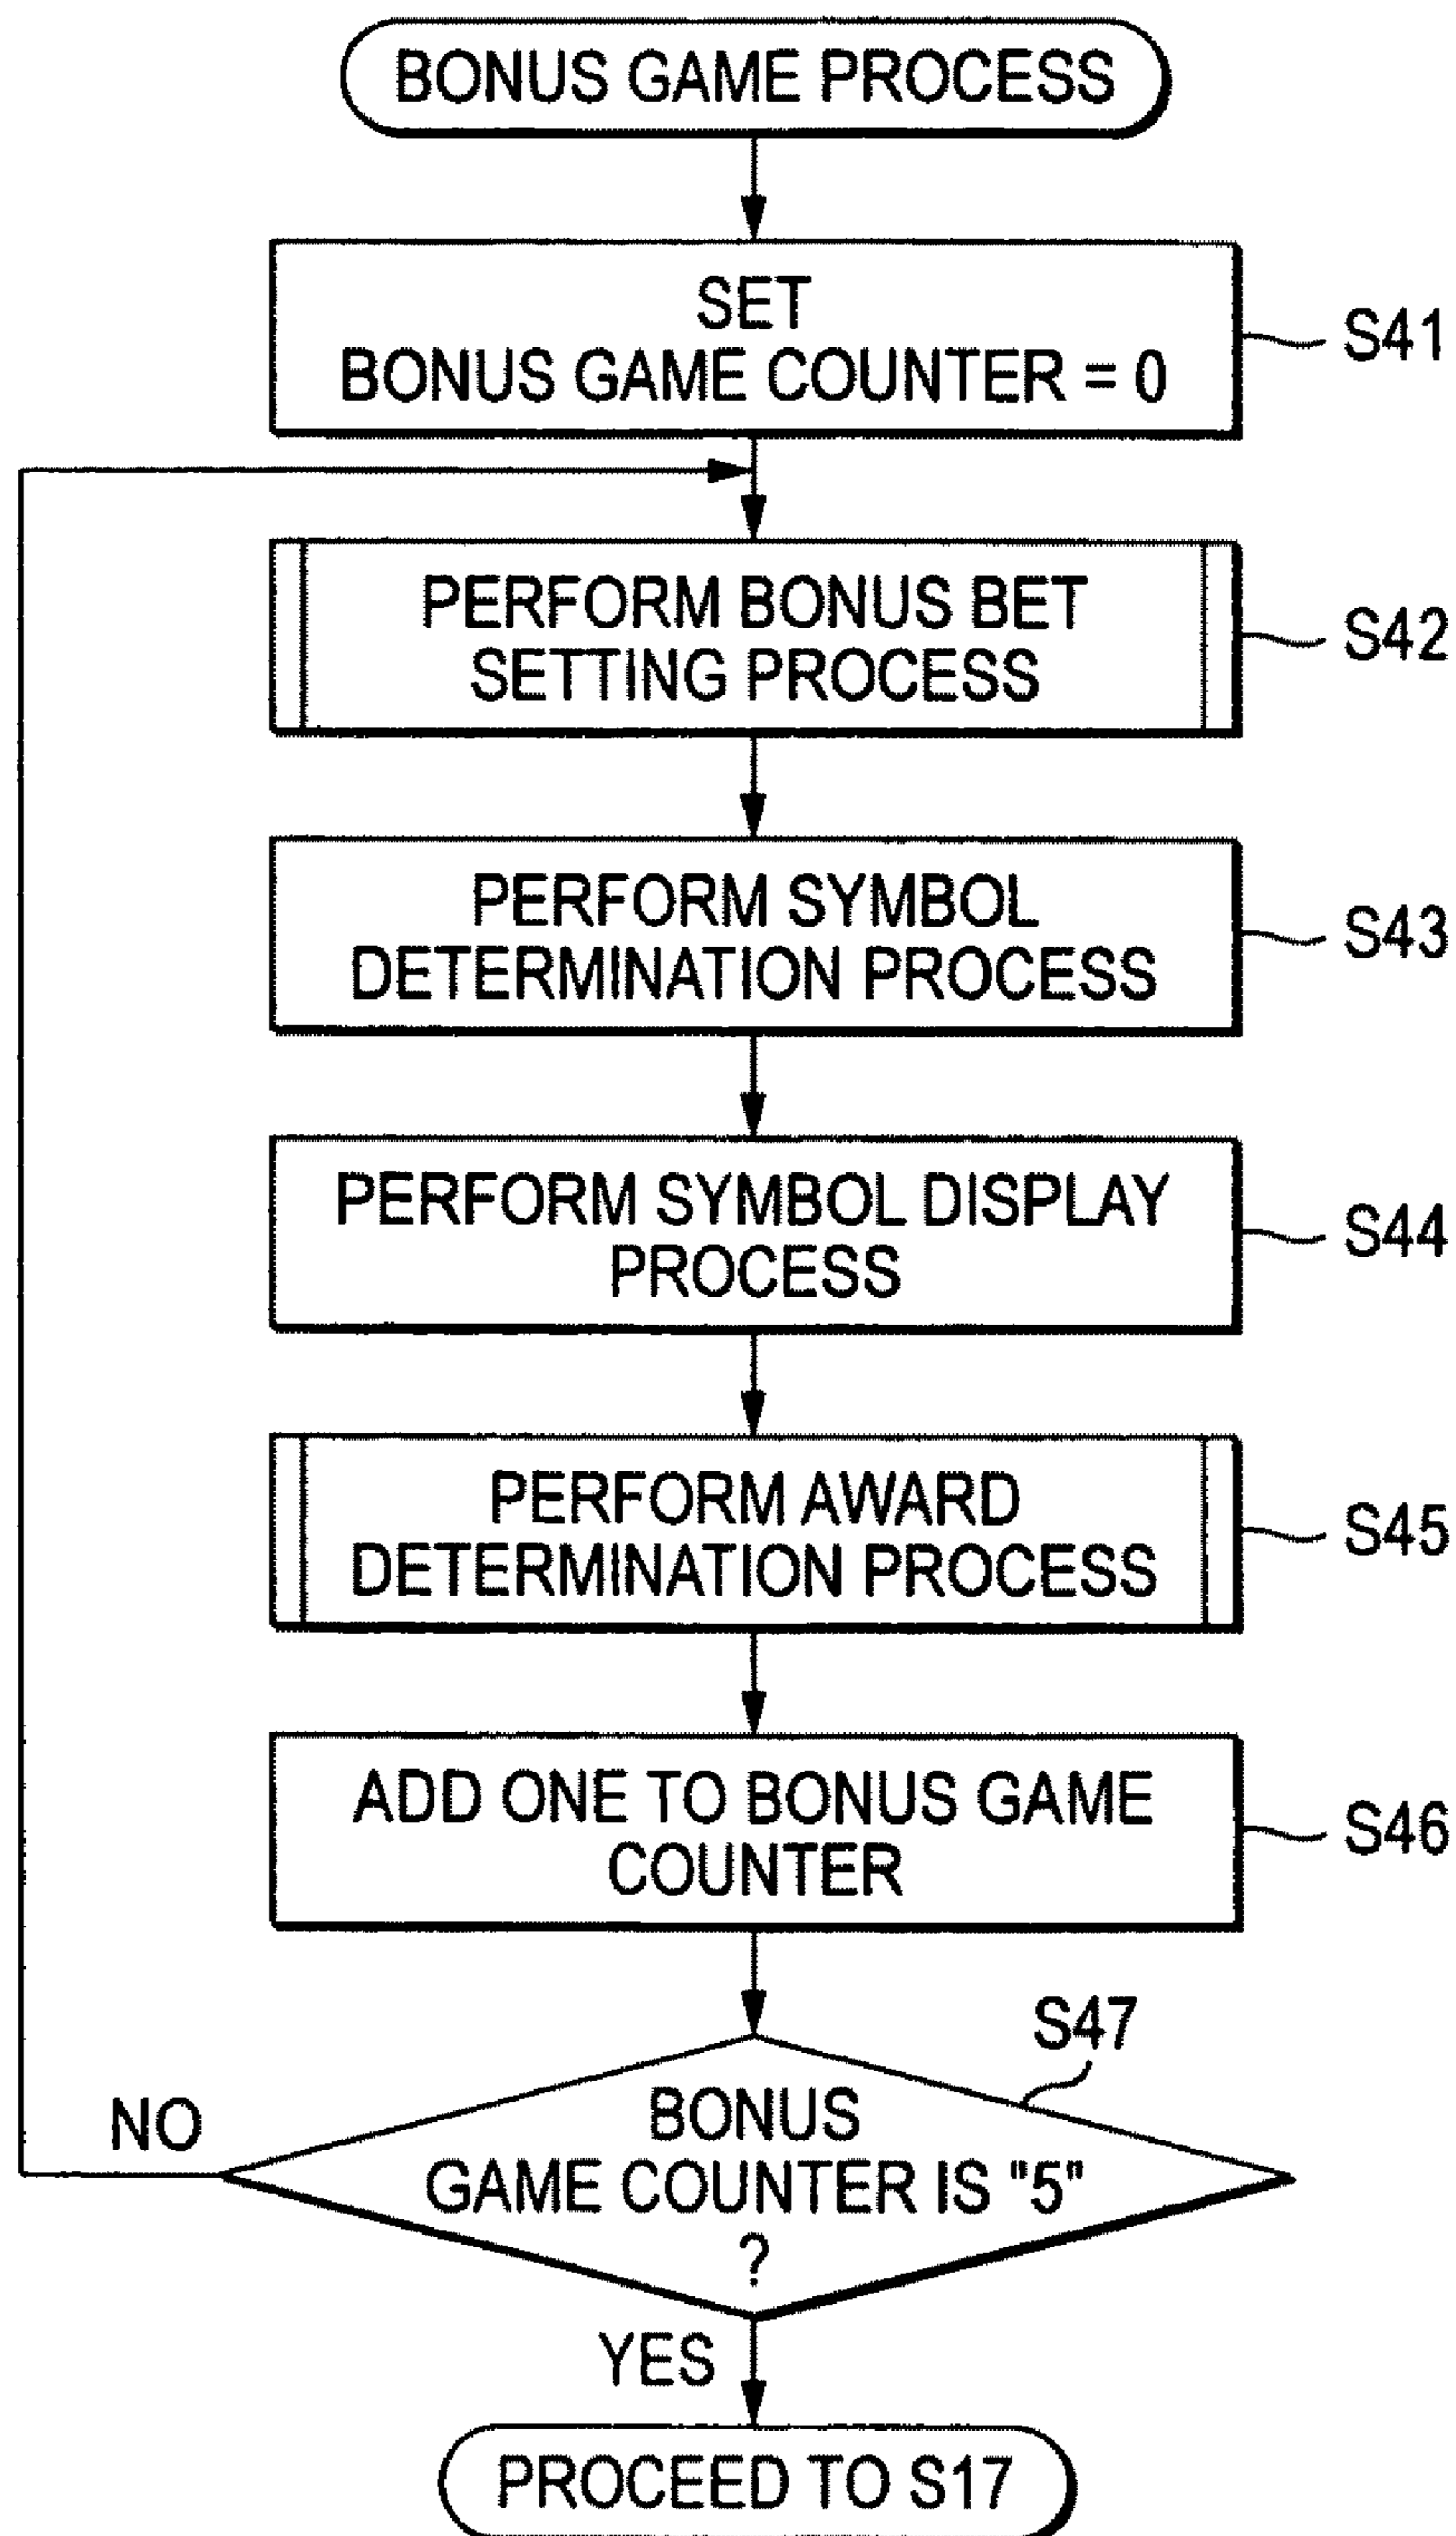 BONUS GAME PROCESS
SET
BONUS GAME COUNTER = 0
S41
PERFORM BONUS BET
SETTING PROCESS
S42
PERFORM SYMBOL
DETERMINATION PROCESS
S43
PERFORM SYMBOL DISPLAY
PROCESS
S44
PERFORM AWARD
DETERMINATION PROCESS
S45
ADD ONE TO BONUS GAME
COUNTER
S46
S47
BONUS
GAME COUNTER IS "5"
?
NO
YES
PROCEED TO S17